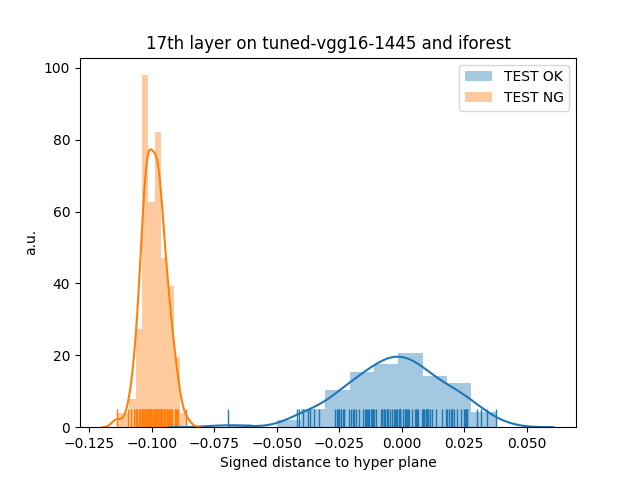 17th layer on tuned-vgg16-1445 and iforest
TEST OK
TEST NG
100
80
60
40
20
0
a.u.
−0.125 −0.100 −0.075 −0.050 −0.025 0.000 0.025 0.050
Signed distance to hyper plane